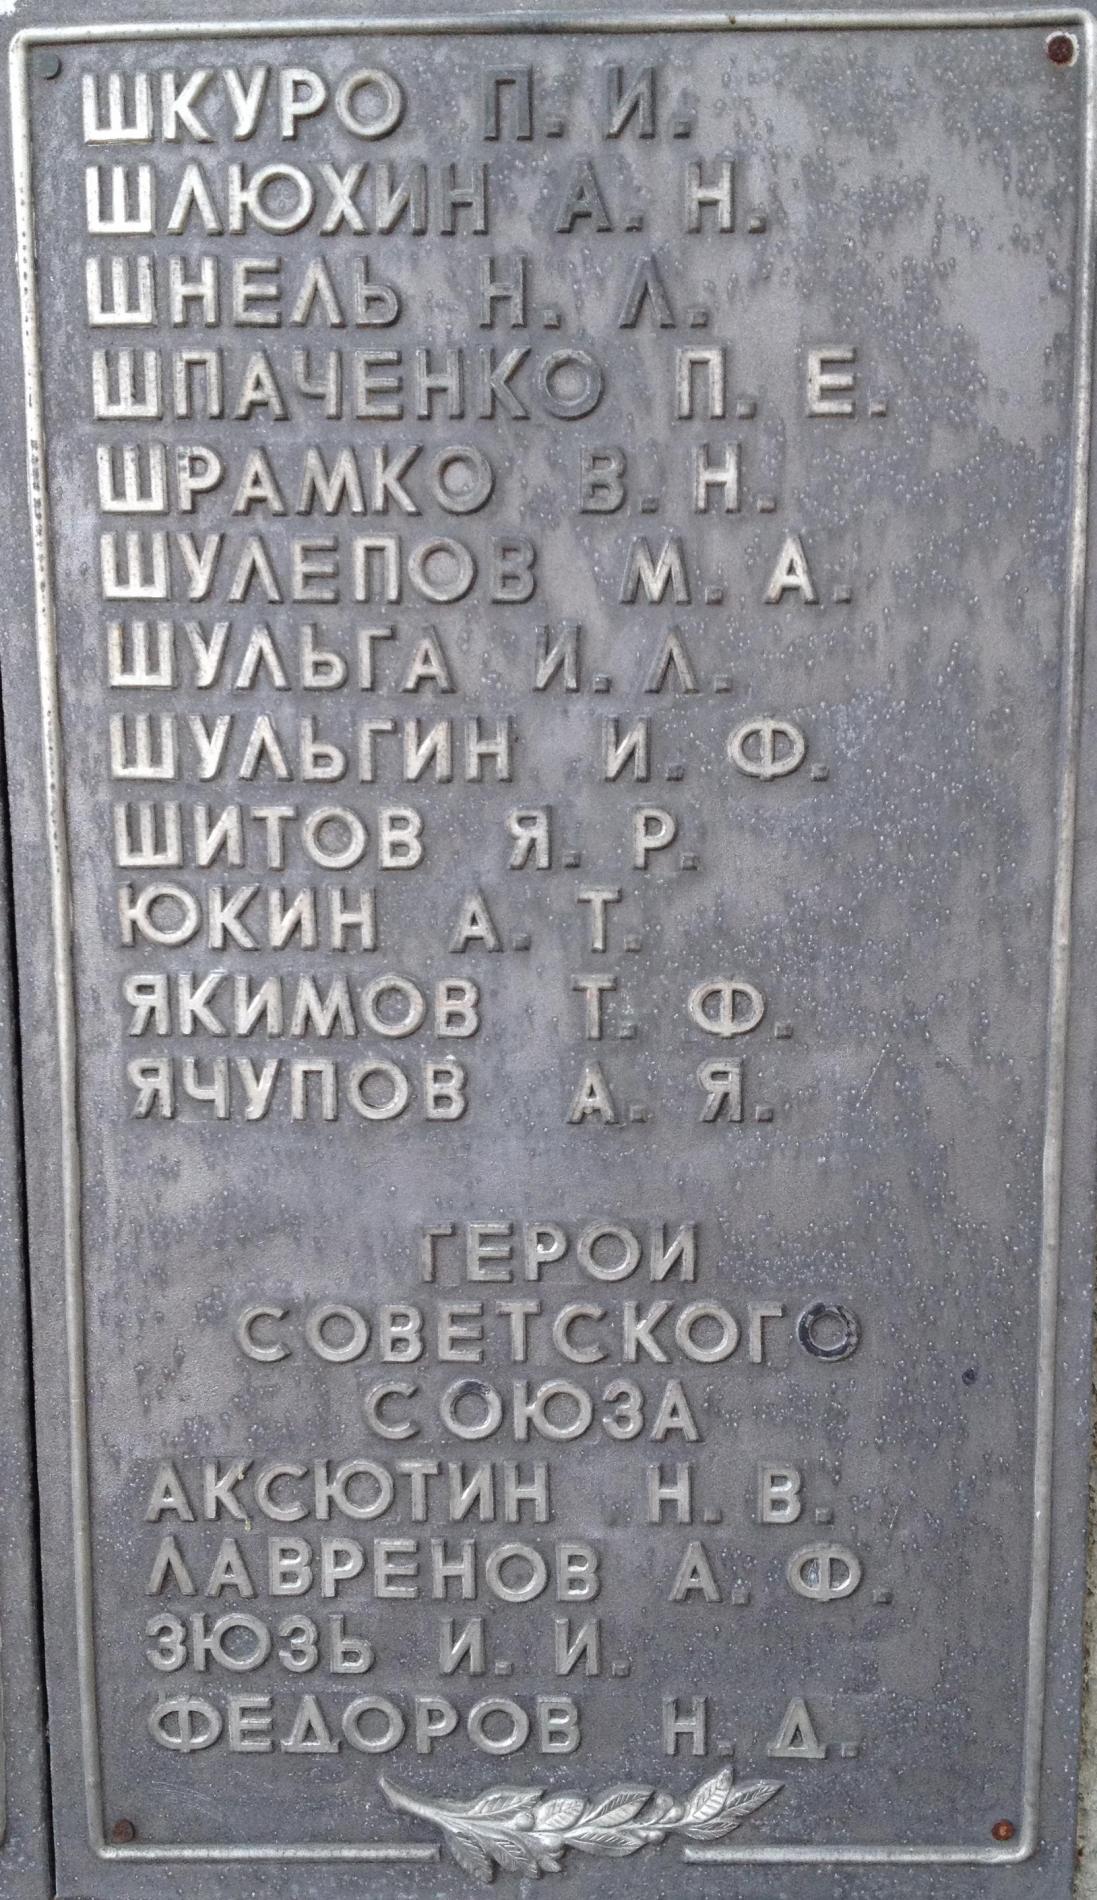 ШКУРО П. И.
ШЛЮХИН А. Н.
ШНЕЛЬ Н. Л.
ШПАЧЕНКО П. Е.
ШРАМКО В. Н.
ШУЛЕПОВ М. А.
ШУЛЬГА И. Л.
ШУЛЬГИН И. Ф.
ШИТОВ Я. Р.
ЮКИН А. Т.
ЯКИМОВ Т. Ф.
ЯЧУПОВ А. Я.
ГЕРОИ
СОВЕТСКОГО
СОЮЗА
АКСЮТИН Н. В.
ЛАВРЕНОВ А. Ф.
ЗЮЗЬ И. И.
ФЕДОРОВ Н. Д.